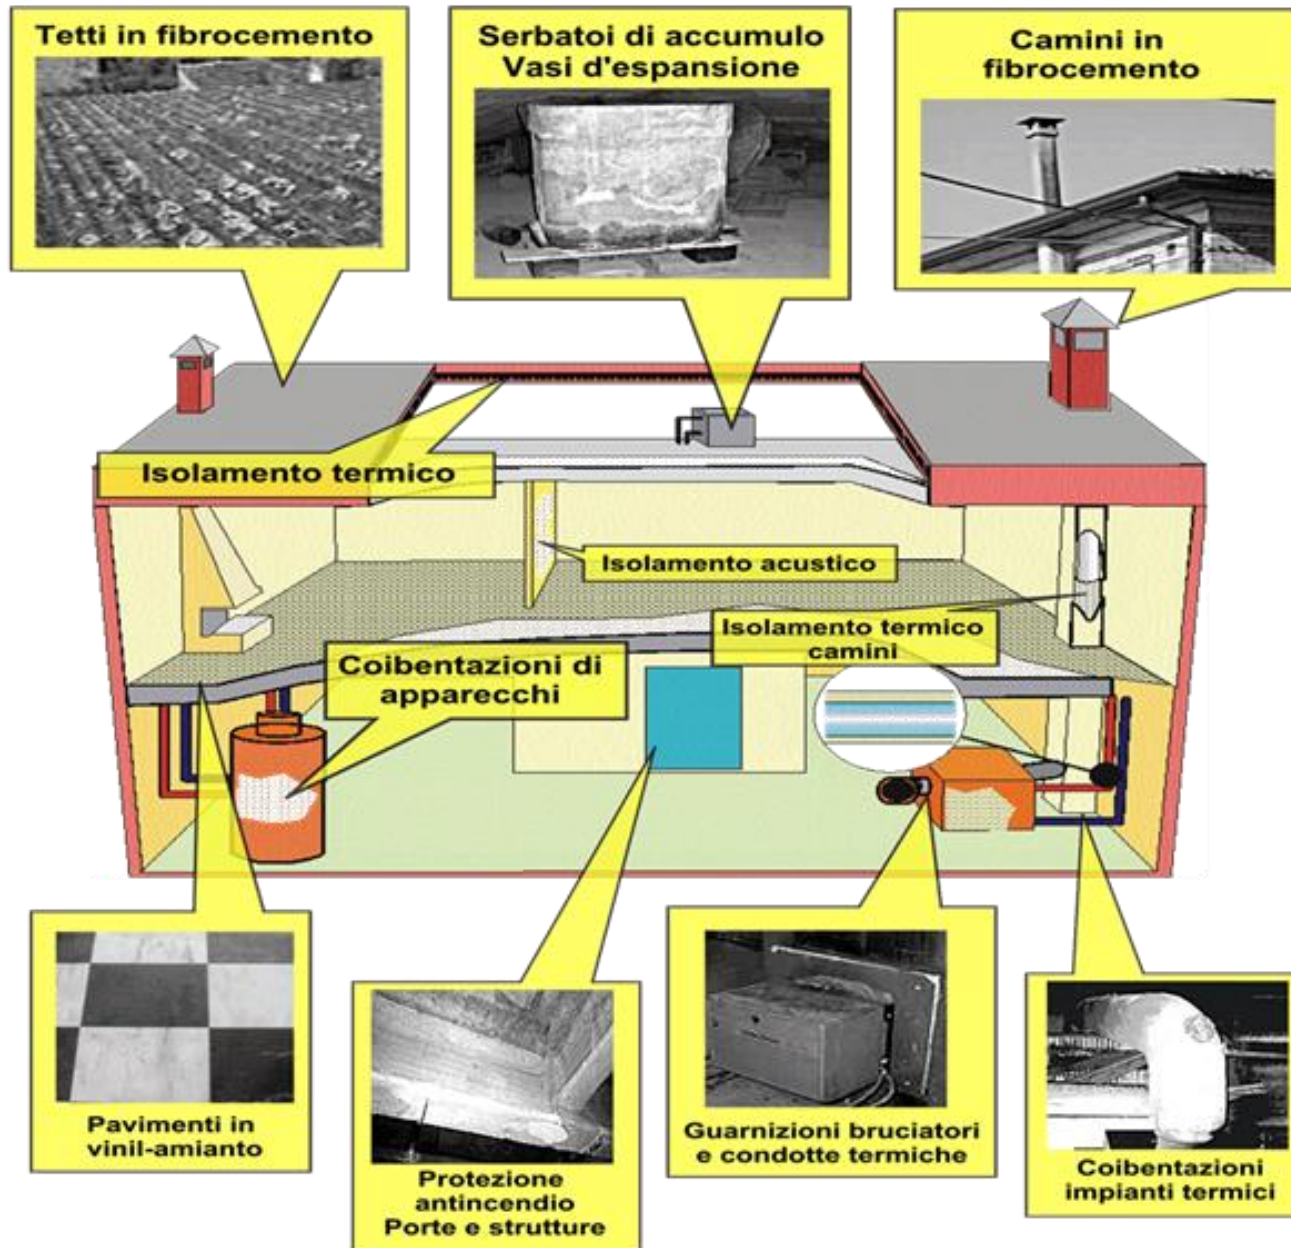 Tetti in fibrocemento
Serbatoi di accumulo
Vasi d'espansione
Camini in
fibrocemento
Isolamento termico
Isolamento acustico
Isolamento termico
camini
Coibentazioni di
apparecchi
Pavimenti in
vinil-amianto
Protezione
antincendio
Porte e strutture
Guarnizioni bruciatori
e condotte termiche
Coibentazioni
impianti termici